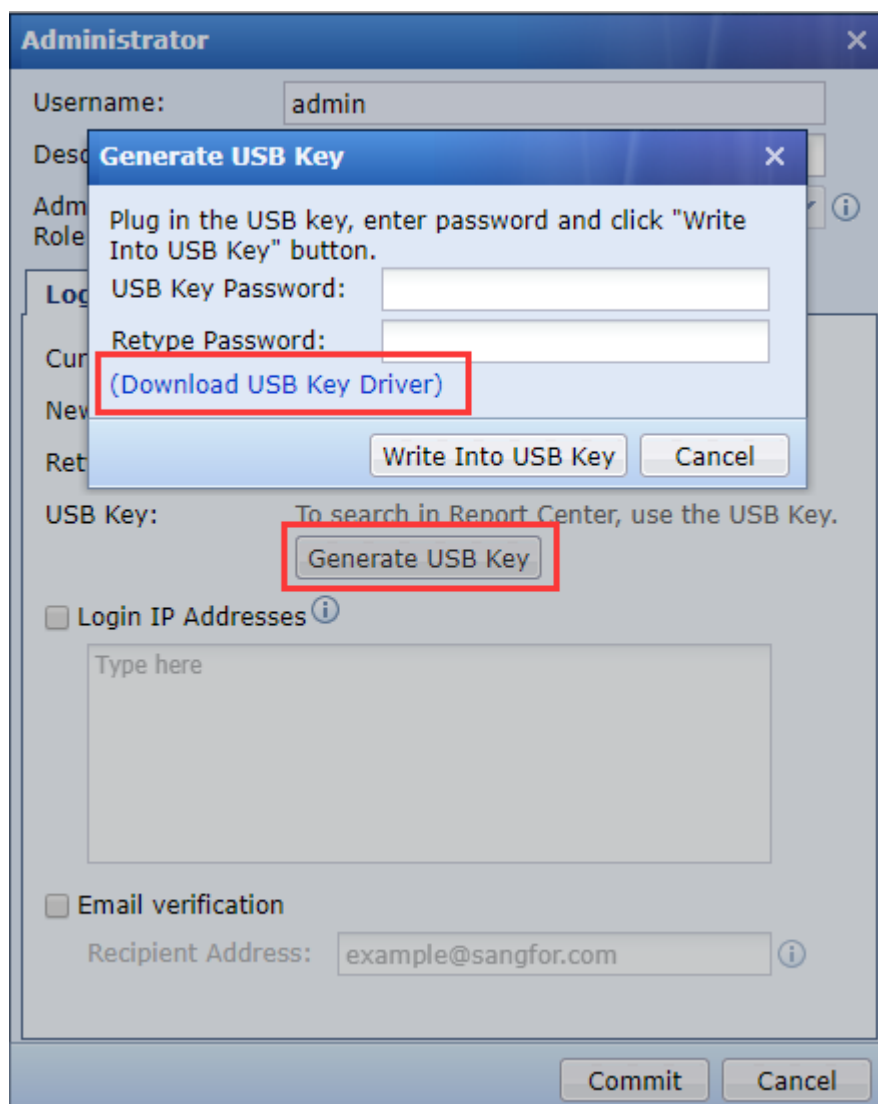 Administrator
Username: admin
Desc
Generate USB Key
Adm
Role
Plug in the USB key, enter password and click "Write
Into USB Key" button.
USB Key Password:
Log
Retype Password:
Cur
(Download USB Key Driver)
New
Write Into USB Key Cancel
Ret
USB Key: To search in Report Center, use the USB Key.
Generate USB Key
Login IP Addresses
Type here
Email verification
Recipient Address: example@sangfor.com
Commit Cancel